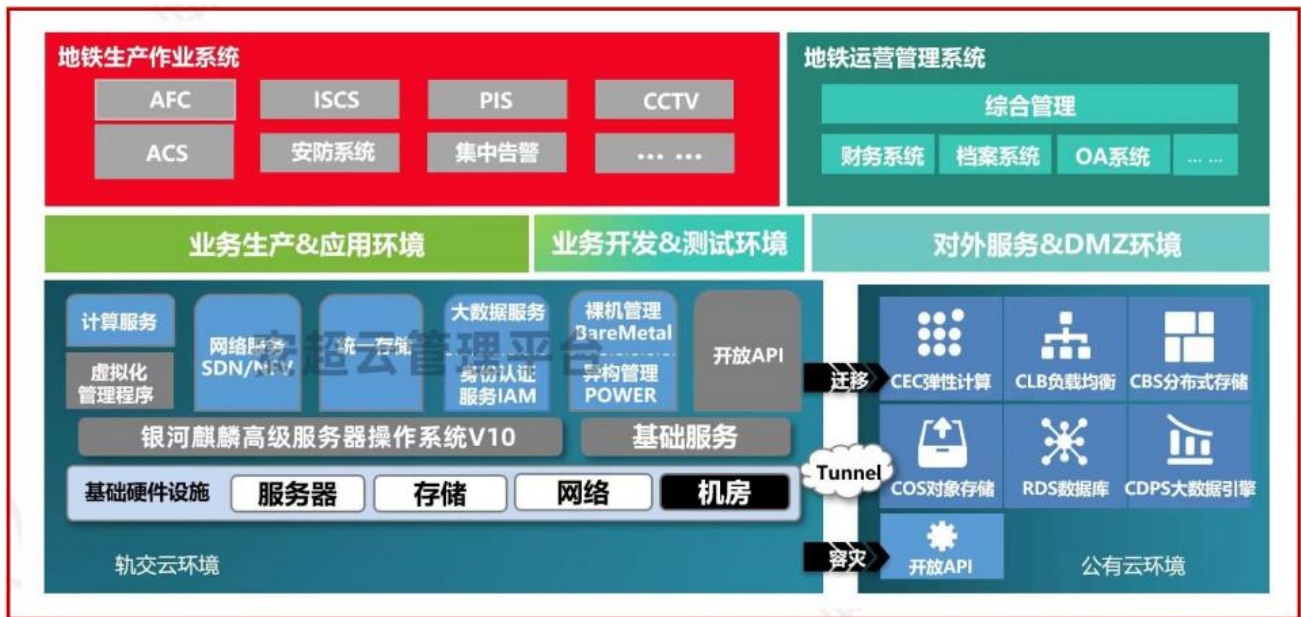 地铁生产作业系统
AFC
ISCS
PIS
CCTV
ACS
安防系统
集中告警
... ...
地铁运营管理系统
综合管理
财务系统
档案系统
OA系统
... ...
业务生产&应用环境
业务开发&测试环境
对外服务&DMZ环境
计算服务
虚拟化
管理程序
网络服务
SDN/NFV
统一存储
大数据服务
身份认证
服务IAM
裸机管理
BareMetal
异构管理
POWER
开放API
安超云管理平台
银河麒麟高级服务器操作系统V10
基础服务
基础硬件设施
服务器
存储
网络
机房
轨交云环境
迁移
Tunnel
容灾
CEC弹性计算
CLB负载均衡
CBS分布式存储
COS对象存储
RDS数据库
CDPS大数据引擎
开放API
公有云环境